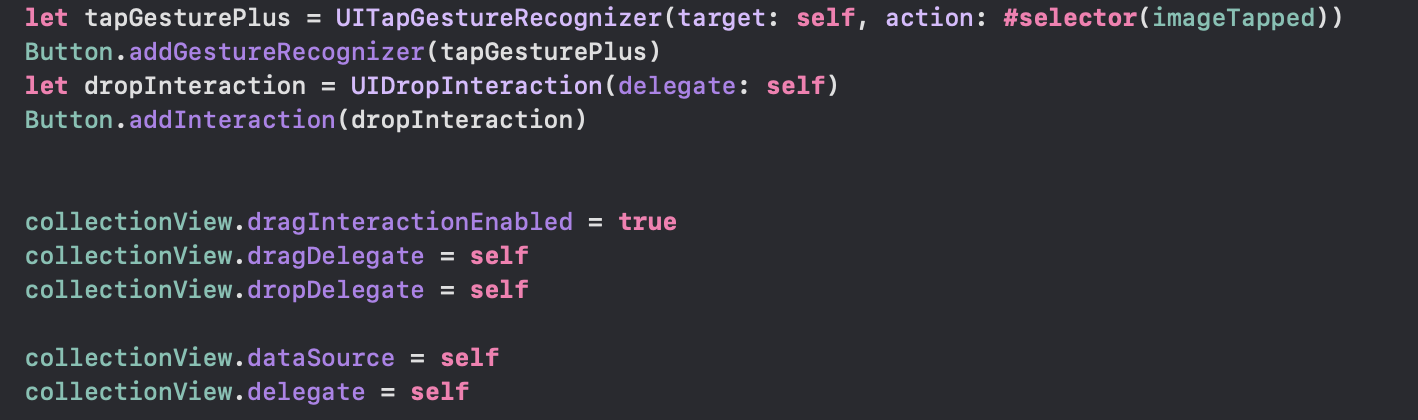 let tapGesturePlus = UITapGestureRecognizer(target: self, action: #selector(imageTapped))
Button.addGestureRecognizer(tapGesturePlus)
let dropInteraction = UIDropInteraction(delegate: self)
Button.addInteraction(dropInteraction)
collectionView.dragInteractionEnabled = true
collectionView.dragDelegate = self
collectionView.dropDelegate = self
collectionView.dataSource = self
collectionView.delegate = self